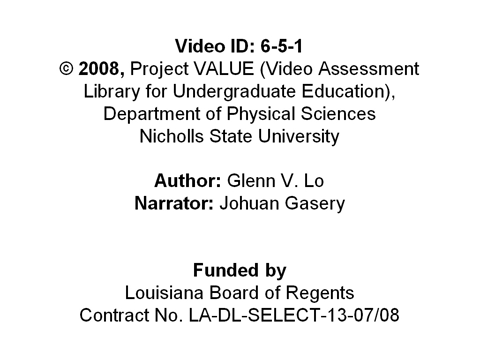 Video ID: 6-5-1
© 2008, Project VALUE (Video Assessment
Library for Undergraduate Education),
Department of Physical Sciences
Nicholls State University
Author: Glenn V. Lo
Narrator: Johuan Gasery
Funded by
Louisiana Board of Regents
Contract No. LA-DL-SELECT-13-07/08